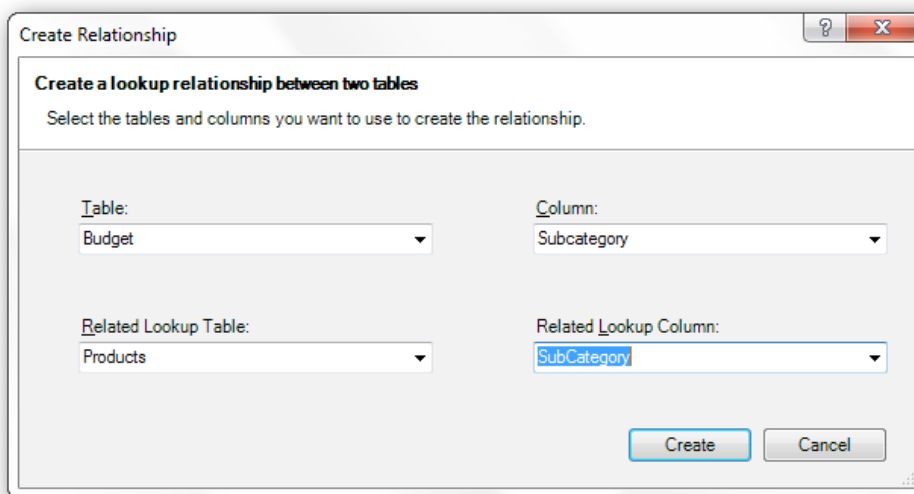 Create Relationship
Create a lookup relationship between two tables
Select the tables and columns you want to use to create the relationship.
Table: Column:
Budget Subcategory
Related Lookup Table: Related Lookup Column:
Products SubCategory
Create Cancel